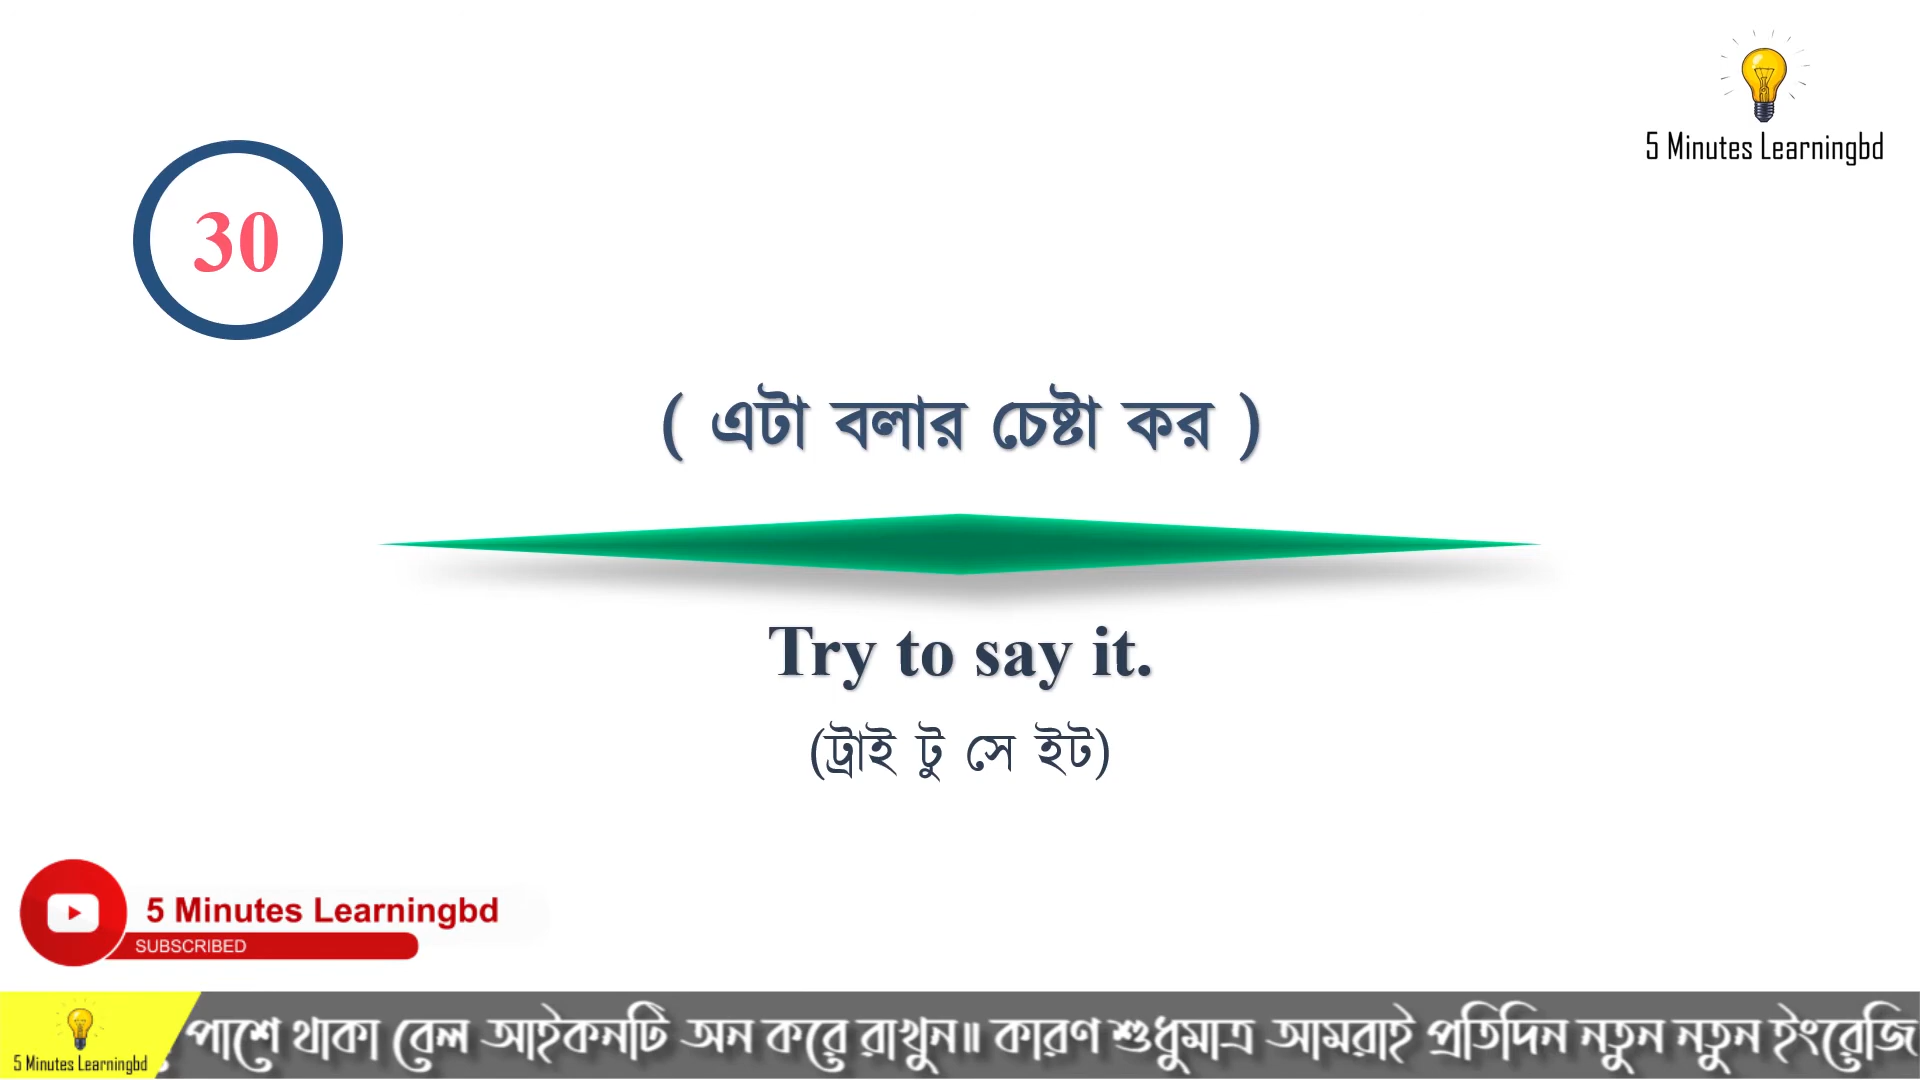 5 Minutes Learningbd
30
( এটা বলার চেষ্টা কর )
Try to say it.
(ট্রাই টু সে ইট)
5 Minutes Learningbd
SUBSCRIBED
পাশে থাকা বেল আইকনটি অন করে রাখুন॥ কারণ শুধুমাত্র আমরাই প্রতিদিন নতুন নতুন ইংরেজি
5 Minutes Learningbd